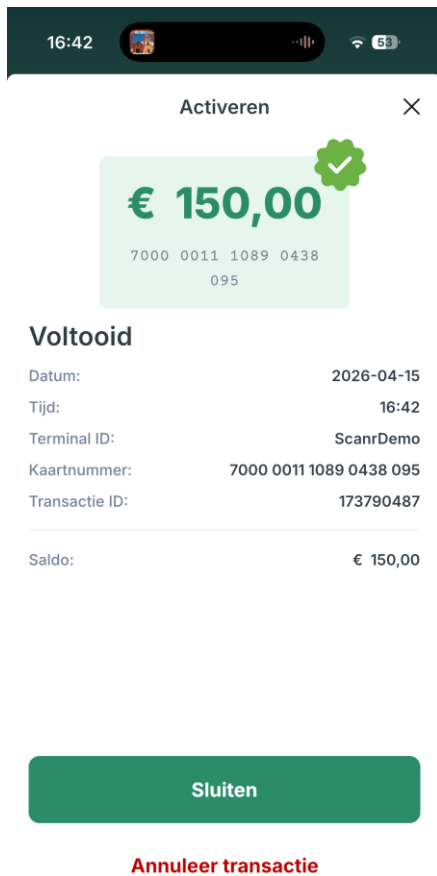 16:42
53
Activeren
€ 150,00
7000 0011 1089 0438
095
Voltooid
Datum: 2026-04-15
Tijd: 16:42
Terminal ID: ScanrDemo
Kaartnummer: 7000 0011 1089 0438 095
Transactie ID: 173790487
Saldo: € 150,00
Sluiten
Annuleer transactie